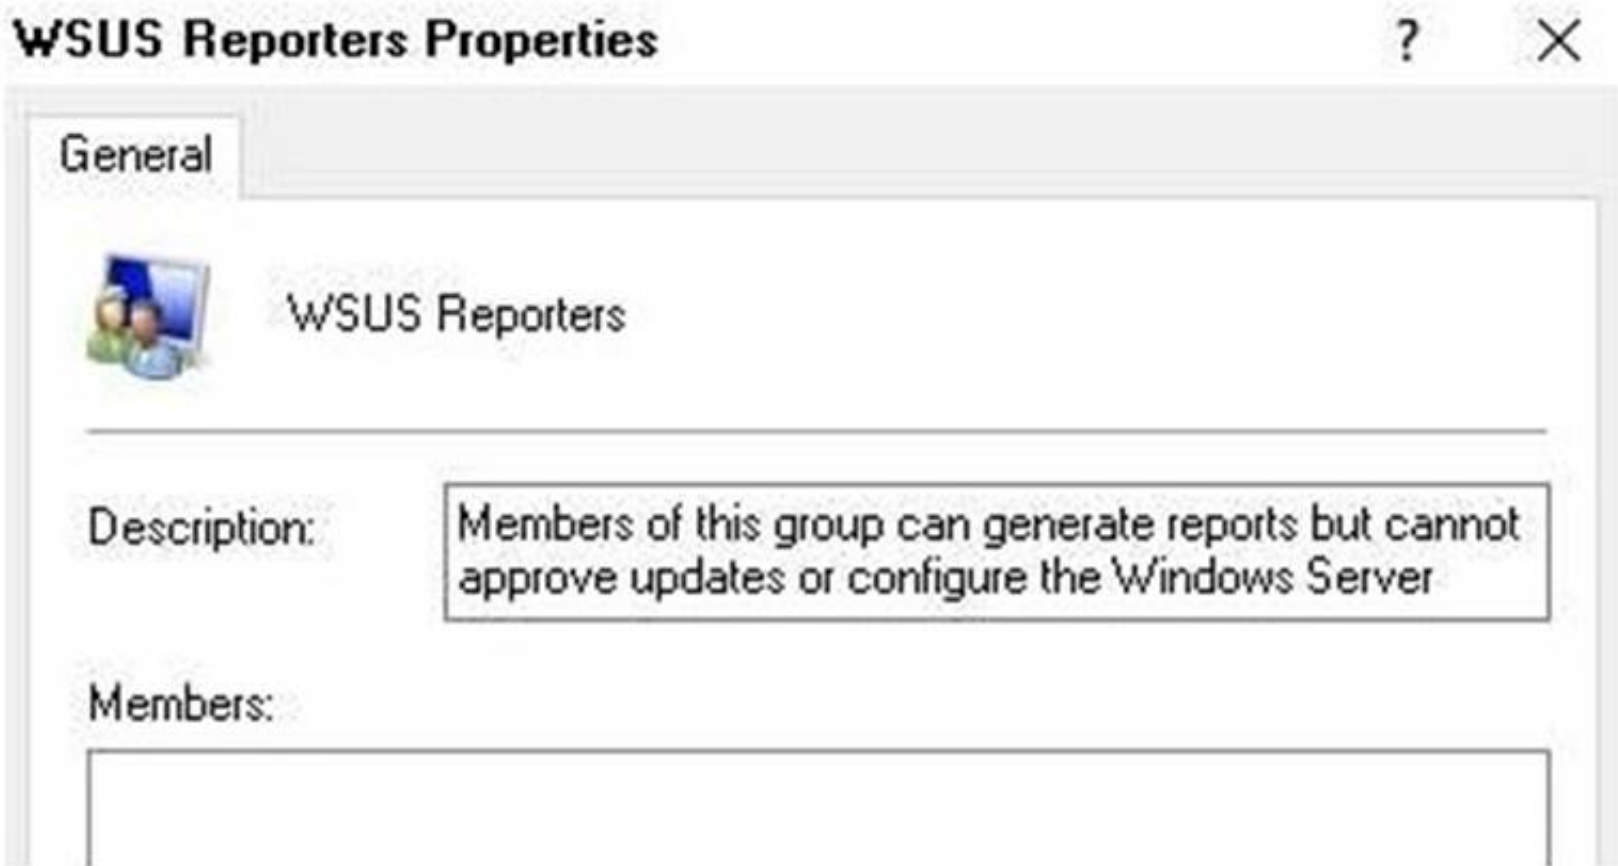 WSUS Reporters Properties
?
General
WSUS Reporters
Description:
Members of this group can generate reports but cannot
approve updates or configure the Windows Server
Members: